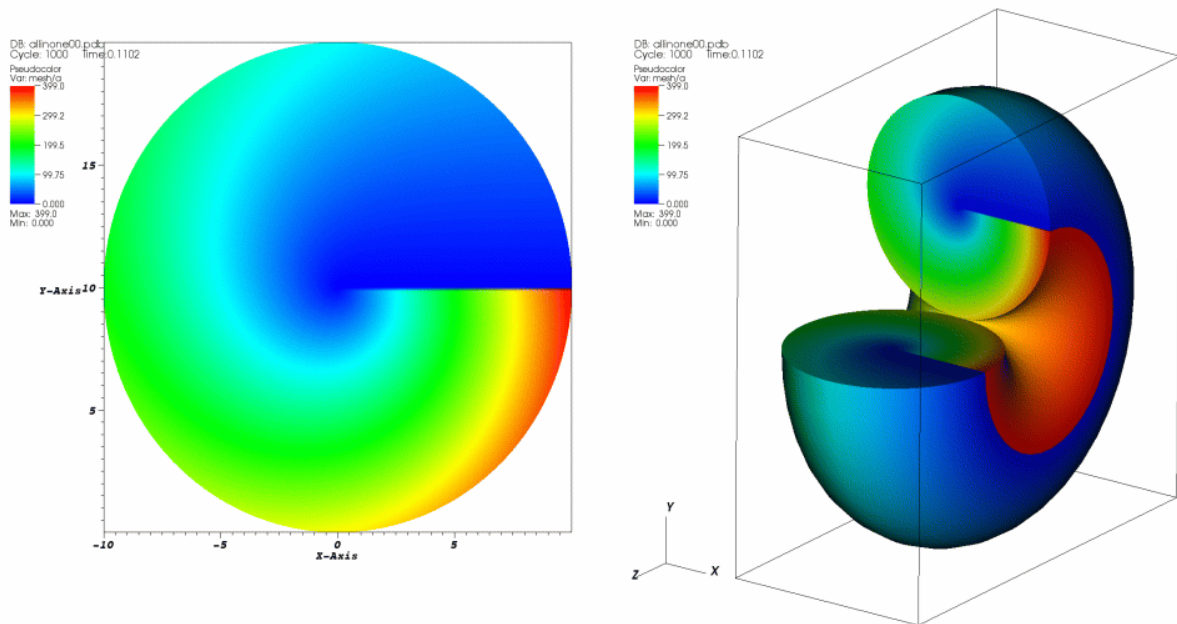 DB: allinone00.pdb
Cycle: 1000 Time:0.1102
Pseudocolor
Var: mesh/a
399.0
299.2
199.5
99.75
0.000
Max: 399.0
Min: 0.000
15
Y-Axis 10
5
-10 -5 0 5
X-Axis
DB: allinone00.pdb
Cycle: 1000 Time:0.1102
Pseudocolor
Var: mesh/a
399.0
299.2
199.5
99.75
0.000
Max: 399.0
Min: 0.000
Y
Z X